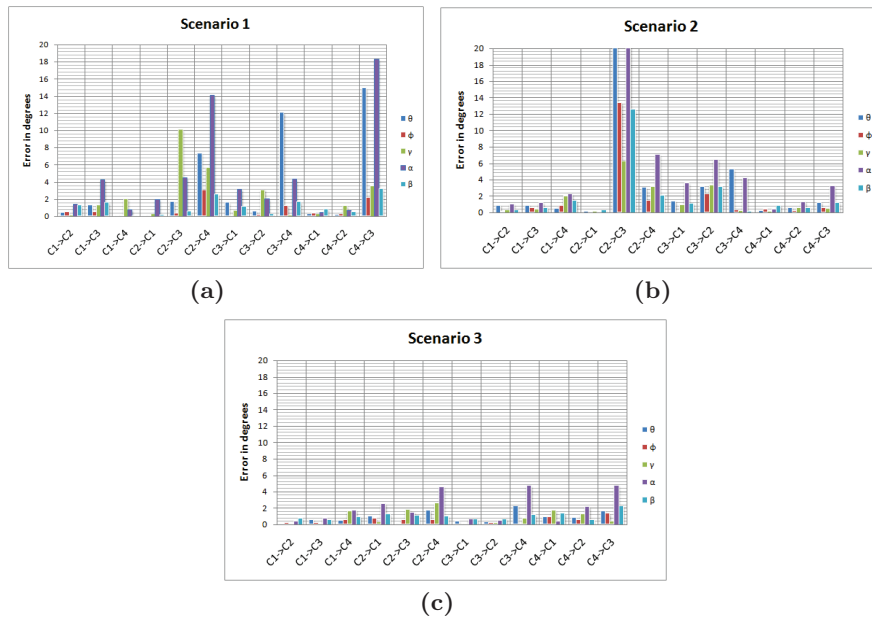 Scenario 1
Error in degrees
20
18
16
14
12
10
8
6
4
2
0
C1->C2
C1->C3
C1->C4
C2->C1
C2->C3
C2->C4
C3->C1
C3->C2
C3->C4
C4->C1
C4->C2
C4->C3
θ
ϕ
γ
α
β
(a)
Scenario 2
Error in degrees
20
18
16
14
12
10
8
6
4
2
0
C1->C2
C1->C3
C1->C4
C2->C1
C2->C3
C2->C4
C3->C1
C3->C2
C3->C4
C4->C1
C4->C2
C4->C3
θ
ϕ
γ
α
β
(b)
Scenario 3
Error in degrees
20
18
16
14
12
10
8
6
4
2
0
C1->C2
C1->C3
C1->C4
C2->C1
C2->C3
C2->C4
C3->C1
C3->C2
C3->C4
C4->C1
C4->C2
C4->C3
θ
ϕ
γ
α
β
(c)